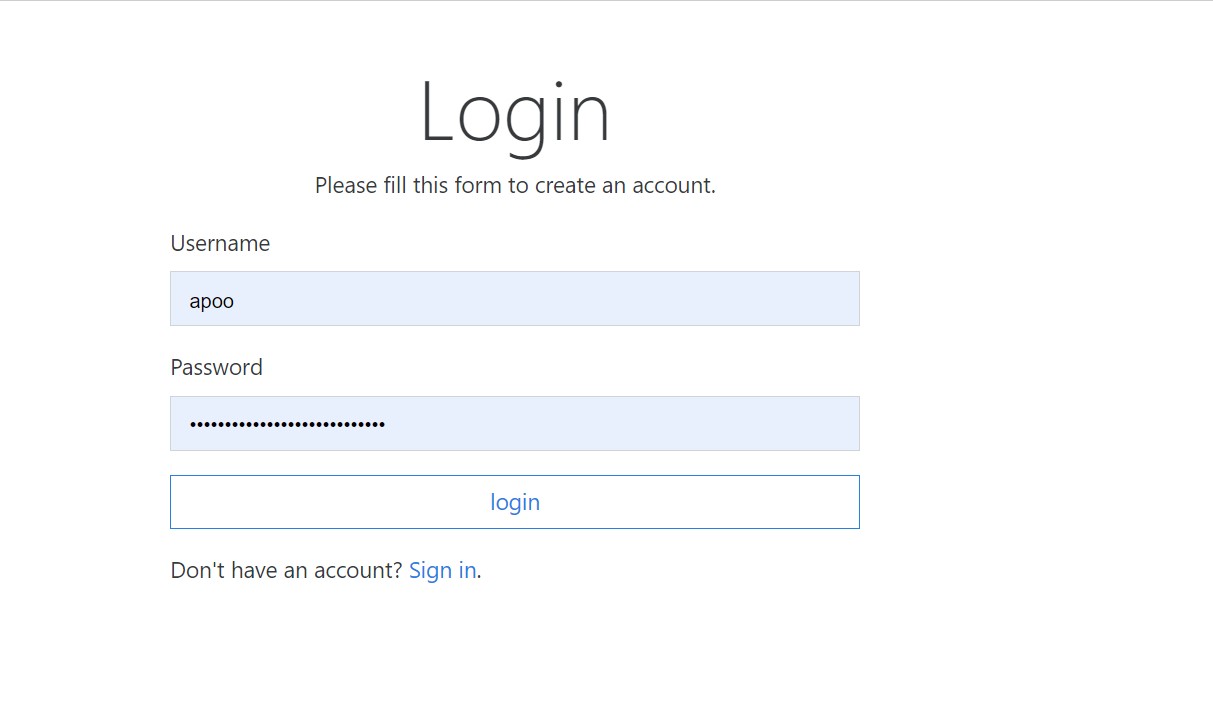 Login
Please fill this form to create an account.
Username
apoo
Password
••••••••••••••••••••••••••••
login
Don't have an account? Sign in.